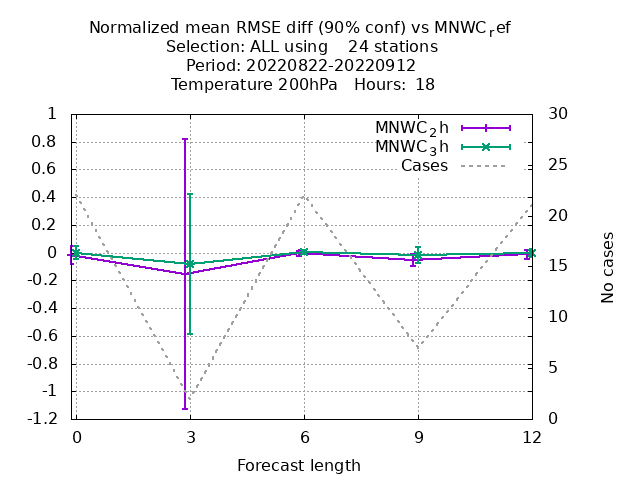 Normalized mean RMSE diff (90% conf) vs MNWC_ref
Selection: ALL using 24 stations
Period: 20220822-20220912
Temperature 200hPa Hours: 18
MNWC_2h
MNWC_3h
Cases
1
0.8
0.6
0.4
0.2
0
-0.2
-0.4
-0.6
-0.8
-1
-1.2
30
25
20
15
10
5
0
No cases
0 3 6 9 12
Forecast length